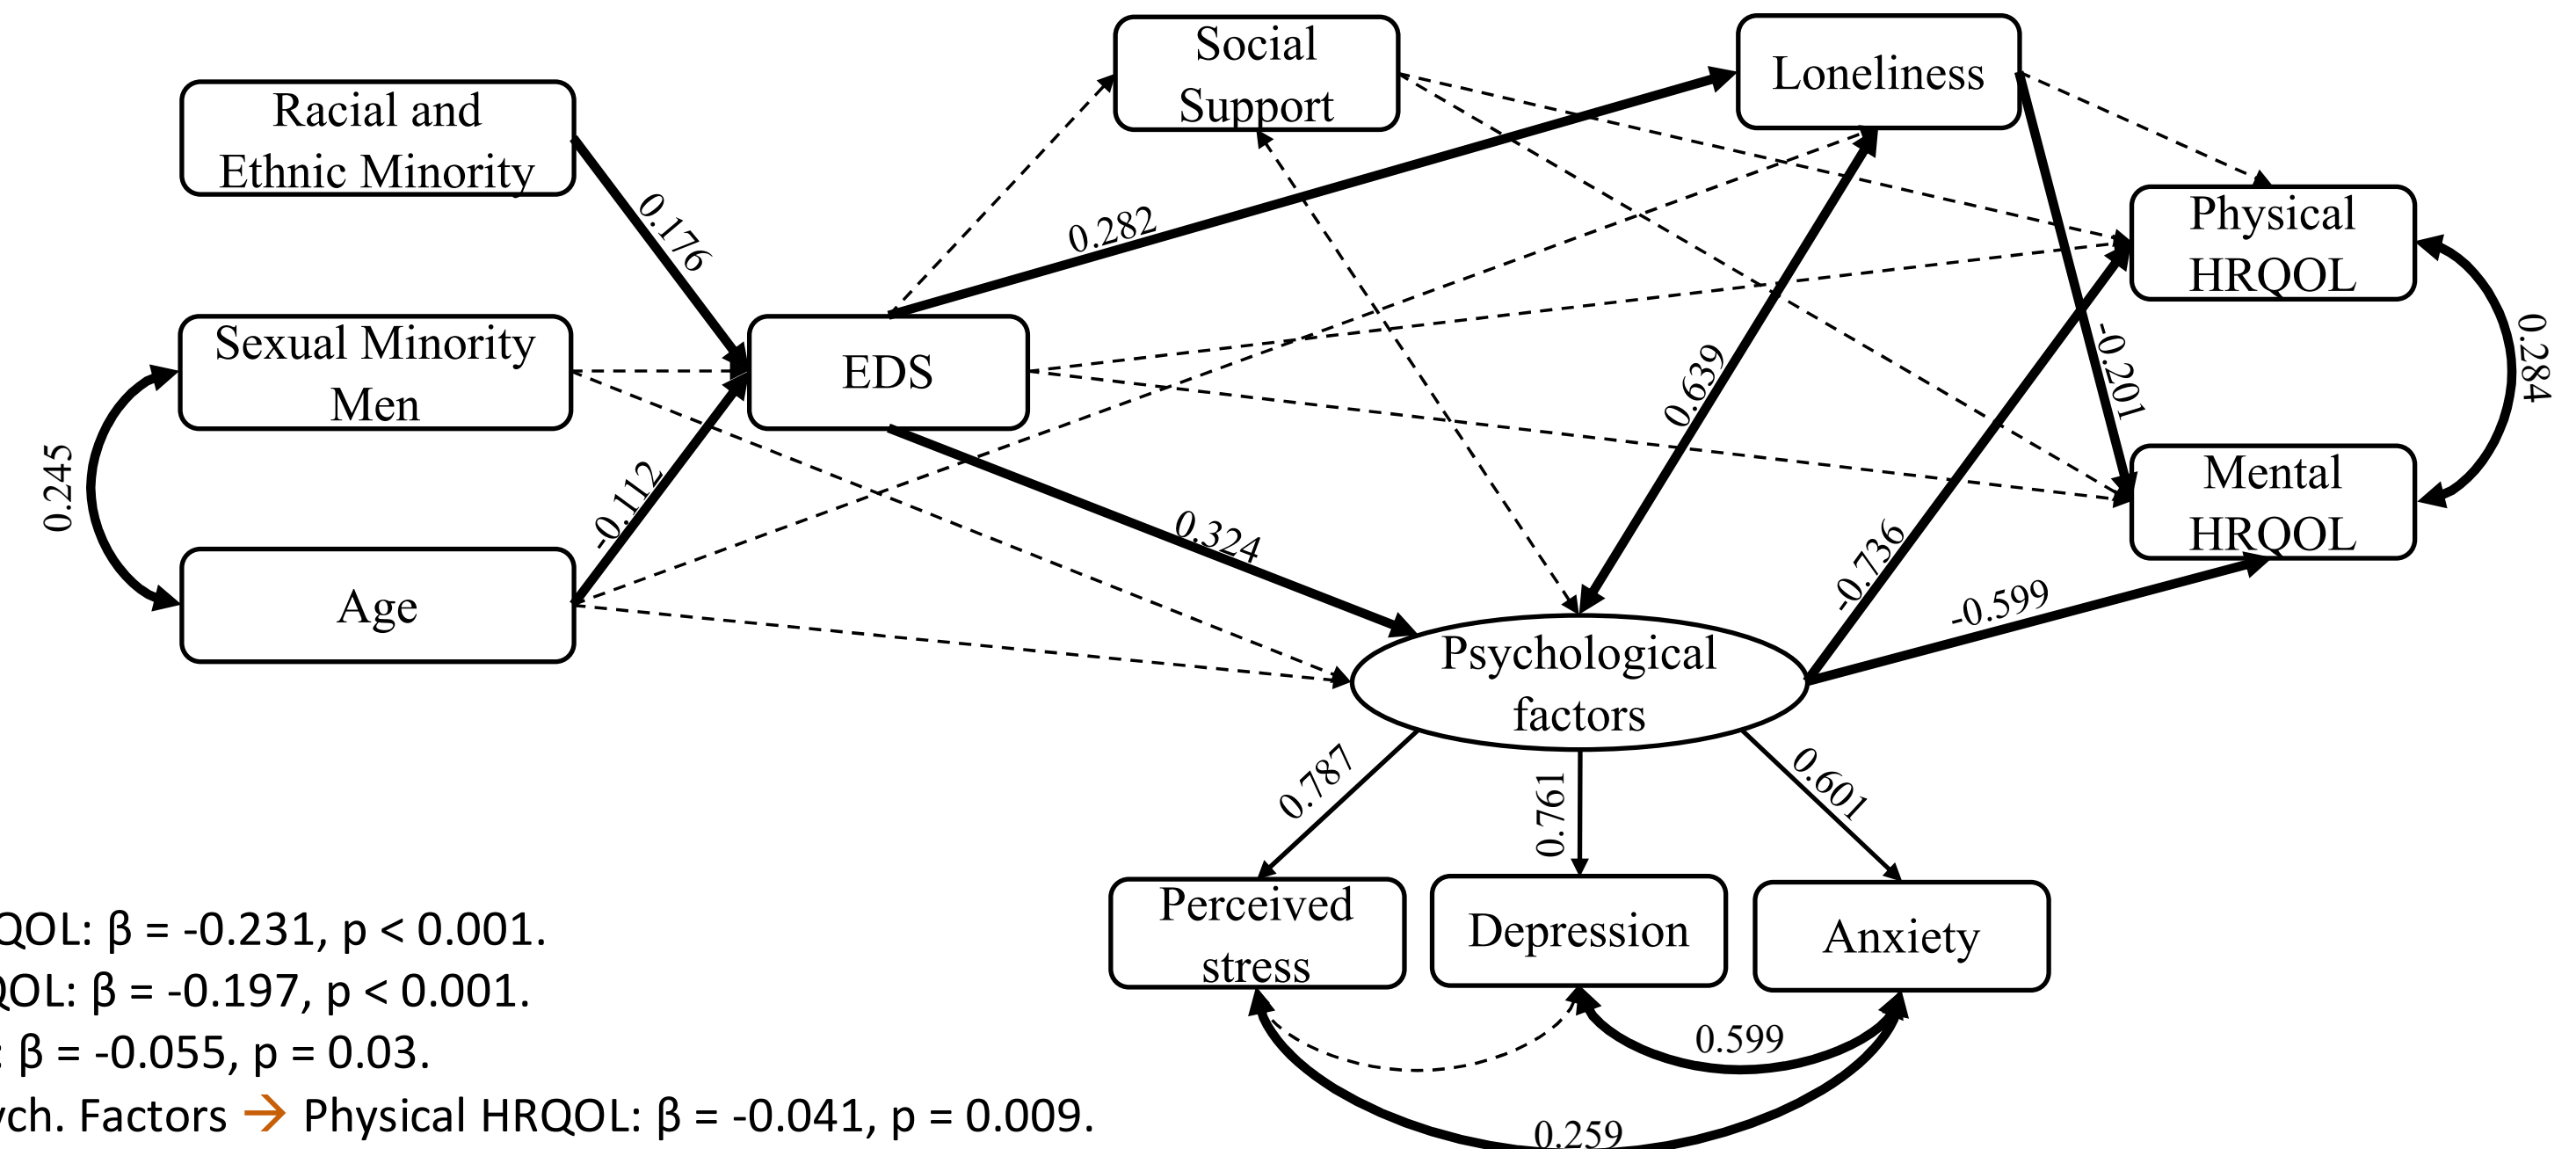 Social
Support
Loneliness
Racial and
Ethnic Minority
0.176
0.282
Physical
HRQOL
Sexual Minority
Men
EDS
0.639
-0.201
0.284
0.245
-0.112
0.324
Mental
HRQOL
Age
-0.736
-0.599
Psychological
factors
0.787
0.761
0.601
Perceived
stress
Depression
Anxiety
QOL: β = -0.231, p < 0.001.
QOL: β = -0.197, p < 0.001.
: β = -0.055, p = 0.03.
ych. Factors → Physical HRQOL: β = -0.041, p = 0.009.
0.599
0.259